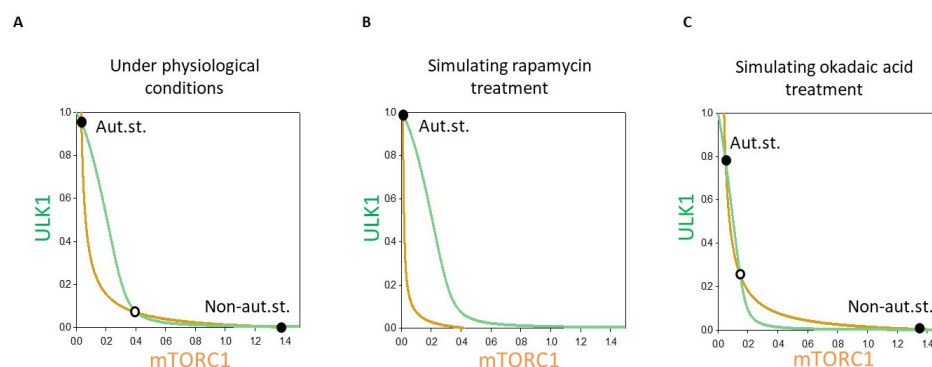 A
B
C
Under physiological
conditions
Simulating rapamycin
treatment
Simulating okadaic acid
treatment
ULK1
1.0
0.8
0.6
0.4
0.2
0.0
Aut.st.
Non-aut.st.
00 0.2 0.4 0.6 0.8 1.0 1.2 1.4
mTORC1
ULK1
1.0
0.8
0.6
0.4
0.2
0.0
Aut.st.
0.0 0.2 0.4 0.6 0.8 1.0 1.2 1.4
mTORC1
ULK1
1.0
0.8
0.6
0.4
0.2
0.0
Aut.st.
Non-aut.st.
00 0.2 0.4 0.6 0.8 1.0 1.2 1.4
mTORC1